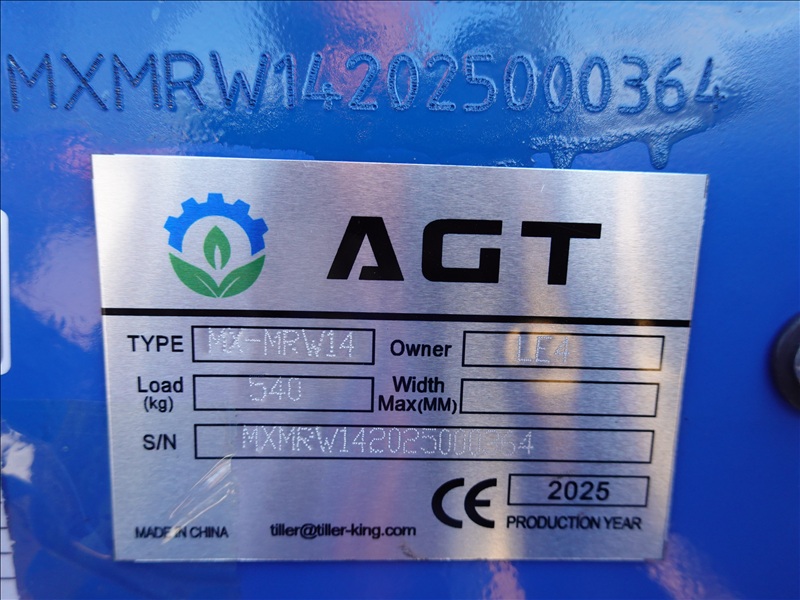 MXMRW142025000364
AGT
TYPE MX-MRW14 Owner LE4
Load (kg) 540 Width Max(MM)
S/N MXMRW142025000364
CE 2025
MADE IN CHINA tiller@tiller-king.com PRODUCTION YEAR